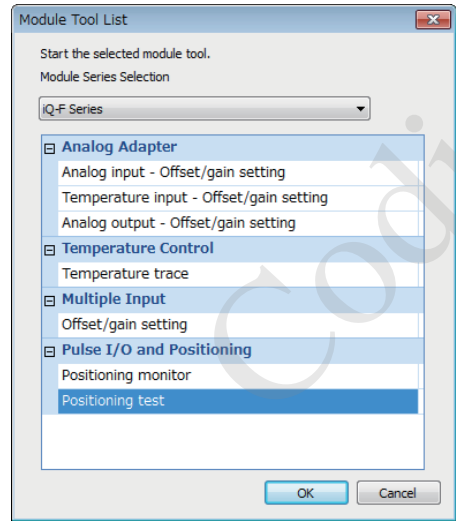 Module Tool List
Start the selected module tool.
Module Series Selection
iQ-F Series
Analog Adapter
Analog input - Offset/gain setting
Temperature input - Offset/gain setting
Analog output - Offset/gain setting
Temperature Control
Temperature trace
Multiple Input
Offset/gain setting
Pulse I/O and Positioning
Positioning monitor
Positioning test
OK Cancel